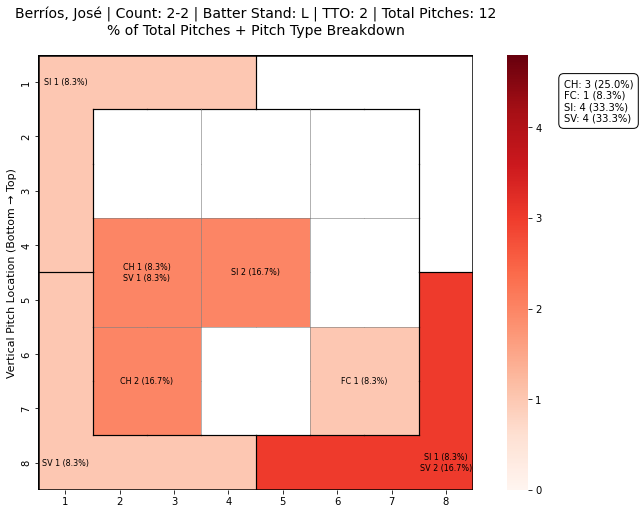 Berríos, José | Count: 2-2 | Batter Stand: L | TTO: 2 | Total Pitches: 12
% of Total Pitches + Pitch Type Breakdown
CH: 3 (25.0%)
FC: 1 (8.3%)
SI: 4 (33.3%)
SV: 4 (33.3%)
Vertical Pitch Location (Bottom → Top)
1
2
3
4
5
6
7
8
SI 1 (8.3%)
CH 1 (8.3%)
SV 1 (8.3%)
SI 2 (16.7%)
CH 2 (16.7%)
FC 1 (8.3%)
SV 1 (8.3%)
SI 1 (8.3%)
SV 2 (16.7%)
1 2 3 4 5 6 7 8
4
3
2
1
0